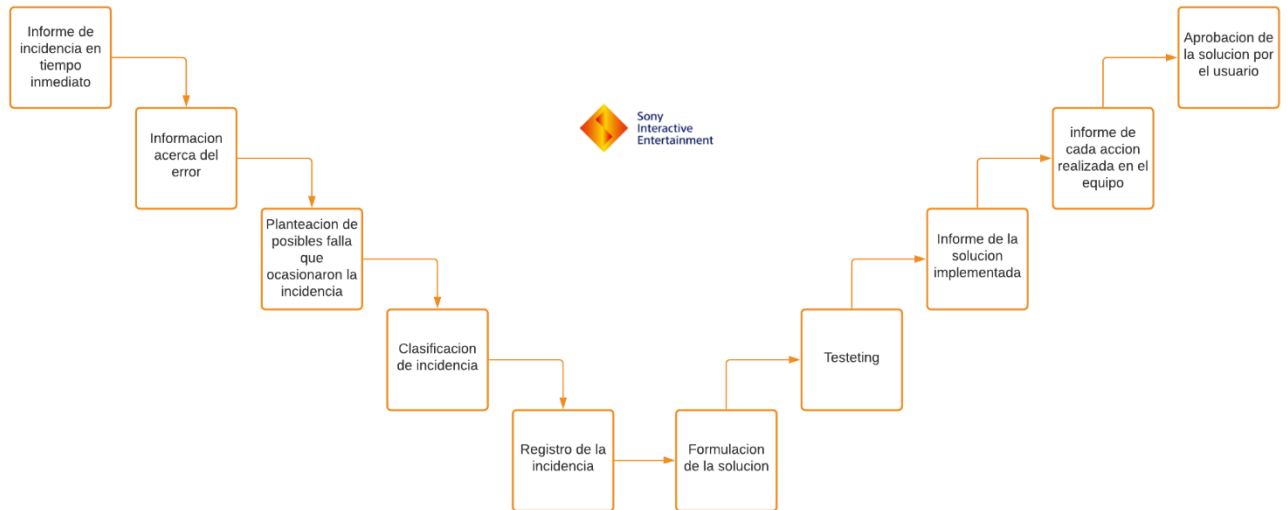 Informe de
incidencia en
tiempo
inmediato
Informacion
acerca del
error
Planteacion de
posibles falla
que
ocasionaron la
incidencia
Clasificacion
de incidencia
Registro de la
incidencia
Formulacion
de la solucion
Testeting
Informe de la
solucion
implementada
informe de
cada accion
realizada en el
equipo
Aprobacion de
la solucion por
el usuario
Sony
Interactive
Entertainment